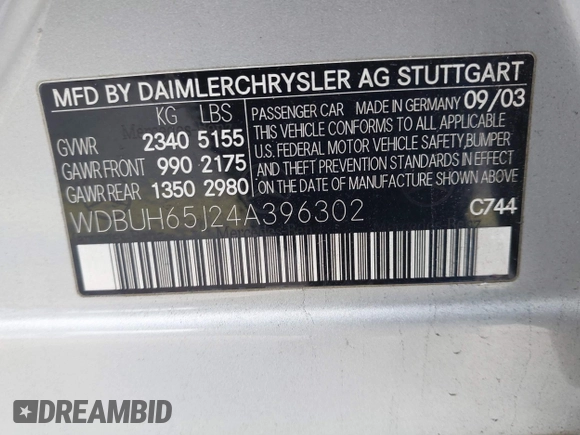 MFD BY DAIMLERCHRYSLER AG STUTTGART
KG LBS
GVWR 2340 5155
GAWR FRONT 990 2175
GAWR REAR 1350 2980
PASSENGER CAR MADE IN GERMANY 09/03
THIS VEHICLE CONFORMS TO ALL APPLICABLE
U.S. FEDERAL MOTOR VEHICLE SAFETY,BUMPER
AND THEFT PREVENTION STANDARDS IN EFFECT
ON THE DATE OF MANUFACTURE SHOWN ABOVE
WDBUH65J24A396302
C744
DREAMBID